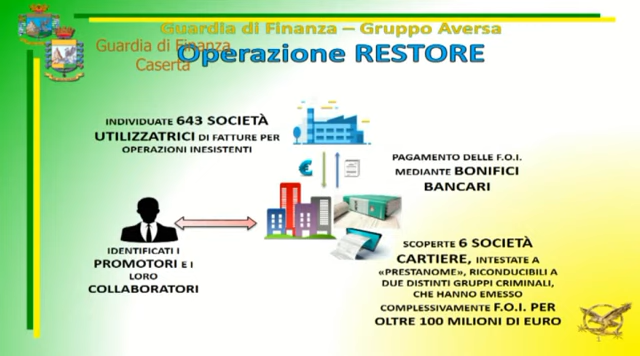 Guardia di Finanza – Gruppo Aversa
Guardia di Finanza
Caserta
Operazione RESTORE
INDIVIDUATE 643 SOCIETÀ
UTILIZZATRICI DI FATTURE PER
OPERAZIONI INESISTENTI
PAGAMENTO DELLE F.O.I.
MEDIANTE BONIFICI
BANCARI
IDENTIFICATI I
PROMOTORI E I
LORO
COLLABORATORI
SCOPERTE 6 SOCIETÀ
CARTIERE, INTESTATE A
«PRESTANOME», RICONDUCIBILI A
DUE DISTINTI GRUPPI CRIMINALI,
CHE HANNO EMESSO
COMPLESSIVAMENTE F.O.I. PER
OLTRE 100 MILIONI DI EURO